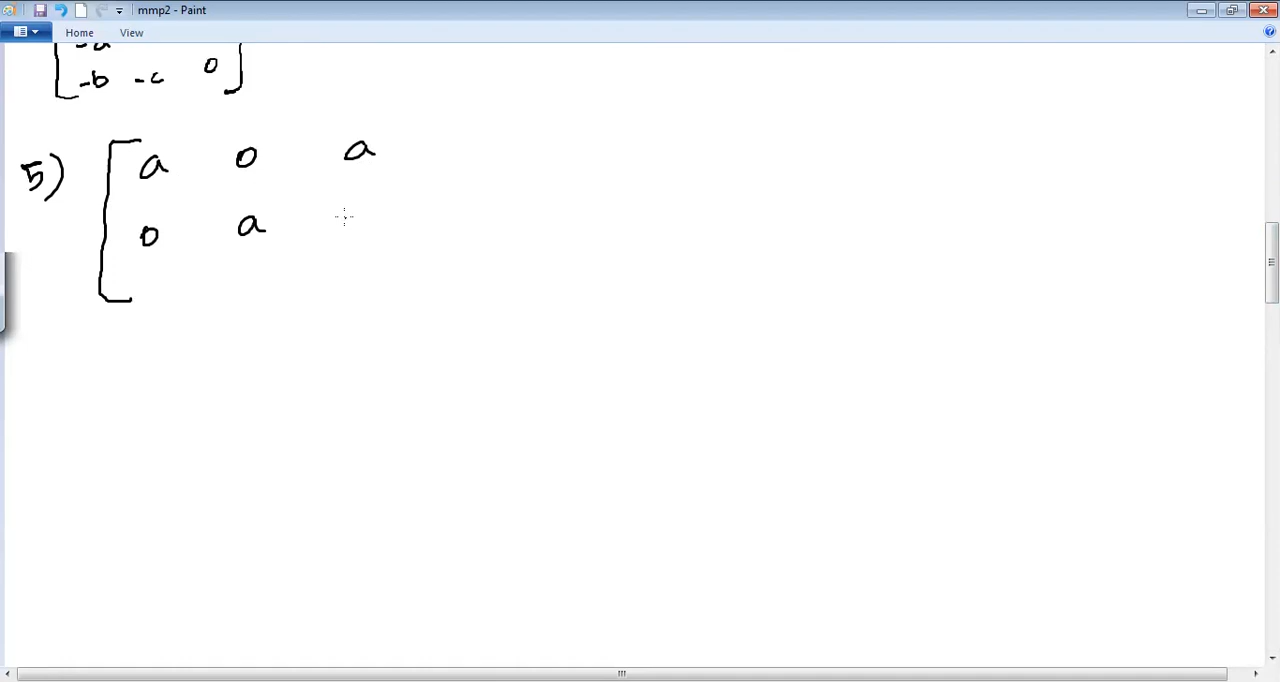 mmp2 - Paint
Home View
-a
-b -c 0
5) a 0 a
0 a